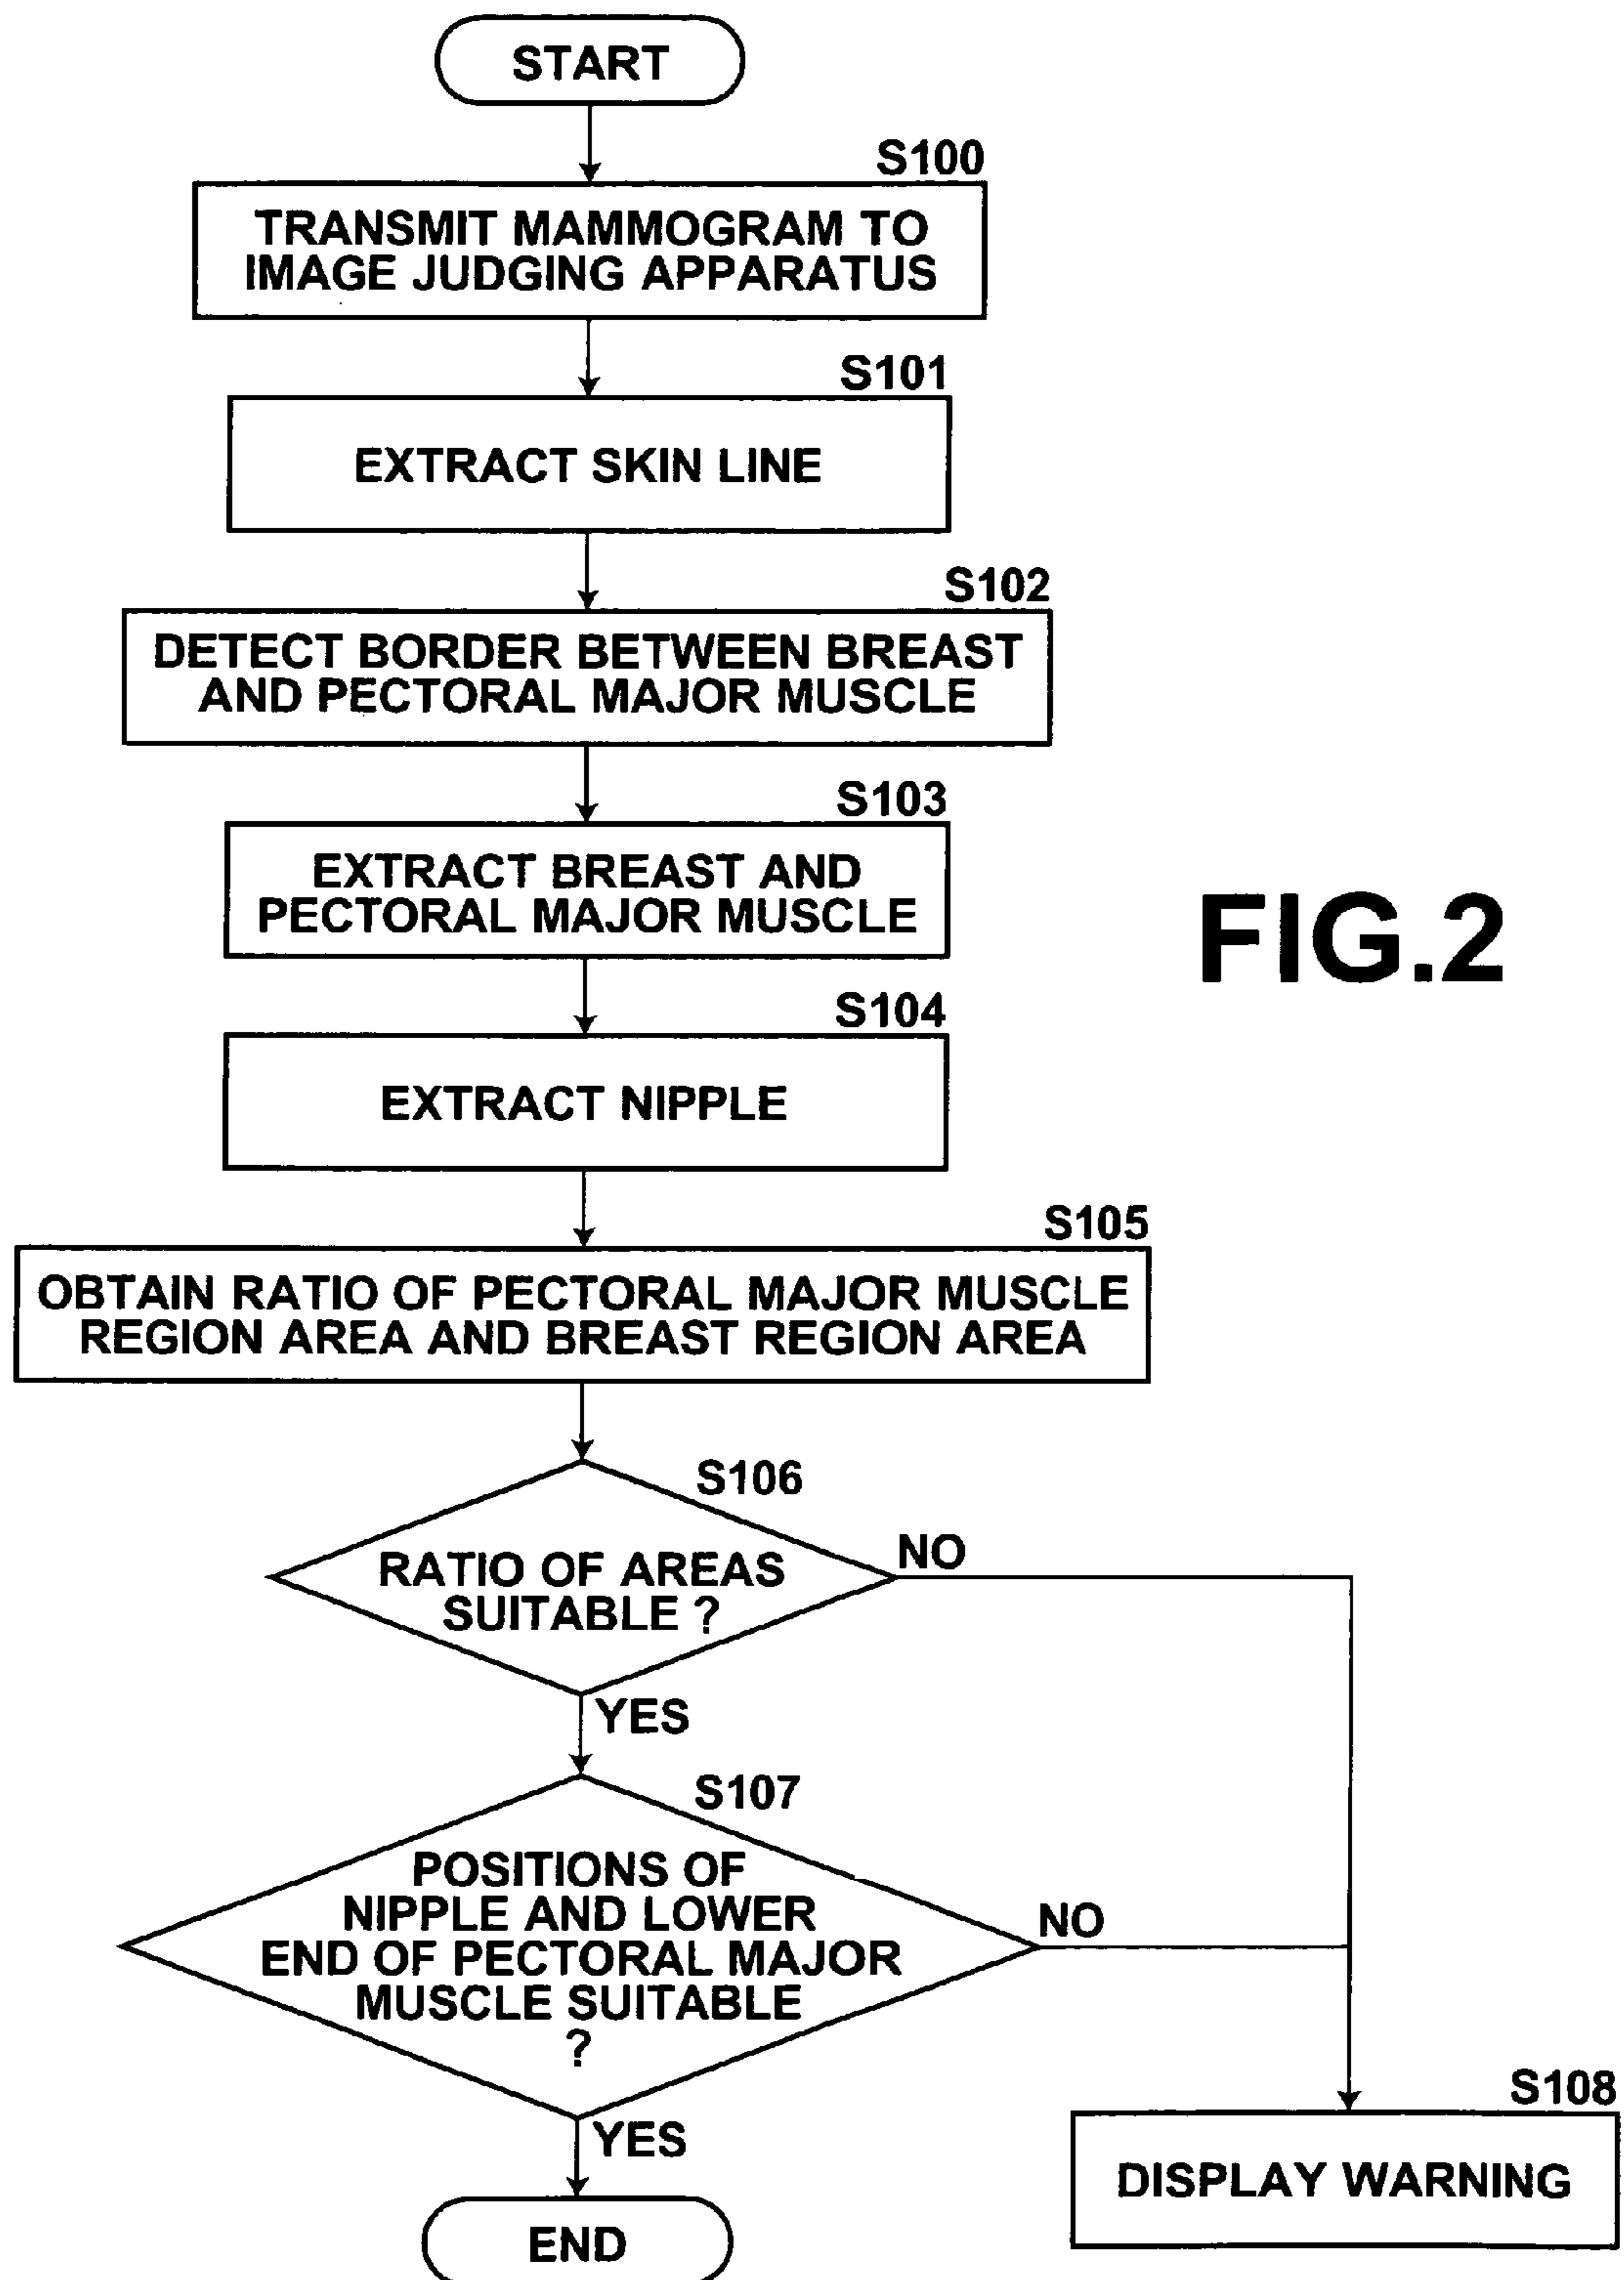 START
S100
TRANSMIT MAMMOGRAM TO
IMAGE JUDGING APPARATUS
S101
EXTRACT SKIN LINE
S102
DETECT BORDER BETWEEN BREAST
AND PECTORAL MAJOR MUSCLE
S103
EXTRACT BREAST AND
PECTORAL MAJOR MUSCLE
FIG.2
S104
EXTRACT NIPPLE
S105
OBTAIN RATIO OF PECTORAL MAJOR MUSCLE
REGION AREA AND BREAST REGION AREA
S106
RATIO OF AREAS
SUITABLE ?
NO
YES
S107
POSITIONS OF
NIPPLE AND LOWER
END OF PECTORAL MAJOR
MUSCLE SUITABLE
?
NO
YES
S108
DISPLAY WARNING
END